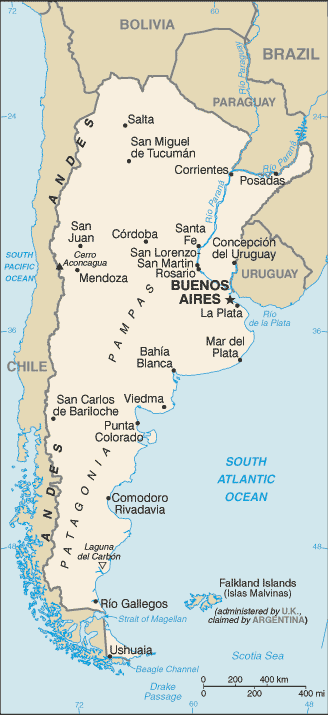 72
60
BOLIVIA
BRAZIL
PARAGUAY
Río Paraguay
24
24
Salta
San Miguel
de Tucumán
ANDES
Corrientes
Posadas
Río Paraná
Río Paraná
San
Juan
Cerro
Aconcagua
Mendoza
Córdoba
Santa
Fe
San Lorenzo
San Martin
Rosario
Concepción
del Uruguay
URUGUAY
SOUTH
PACIFIC
OCEAN
BUENOS
AIRES
La Plata
Río de
la Plata
36
36
PAMPAS
CHILE
Mar del
Plata
Bahía
Blanca
San Carlos
de Bariloche
Viedma
Punta
Colorado
SOUTH
ATLANTIC
OCEAN
ANDES
PATAGONIA
Comodoro
Rivadavia
48
48
Laguna
del Carbón
Río Gallegos
Falkland Islands
(Islas Malvinas)
(administered by U.K.,
claimed by ARGENTINA)
Strait of Magellan
Ushuaia
Beagle Channel
Scotia Sea
Drake
Passage
0 200 400 km
0 200 400 mi
72
60
48